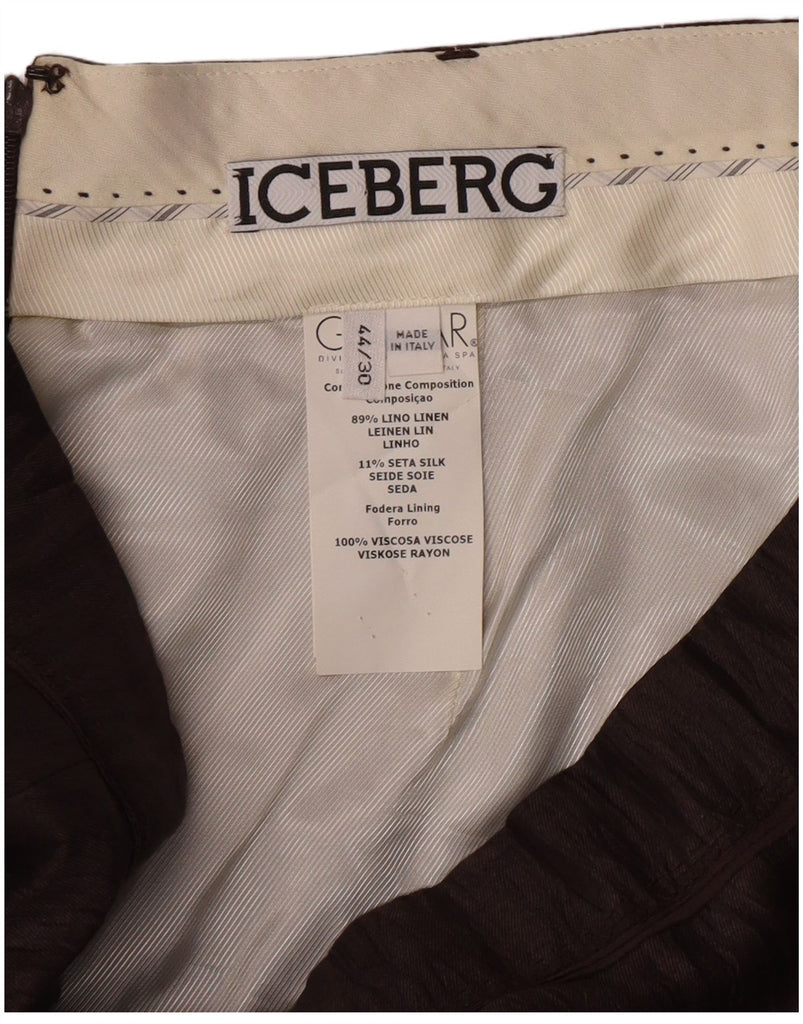 ICEBERG
44/30
MADE
IN ITALY
Composition
Composiçao
89% LINO LINEN
LEINEN LIN
LINHO
11% SETA SILK
SEIDE SOIE
SEDA
Fodera Lining
Forro
100% VISCOSA VISCOSE
VISKOSE RAYON